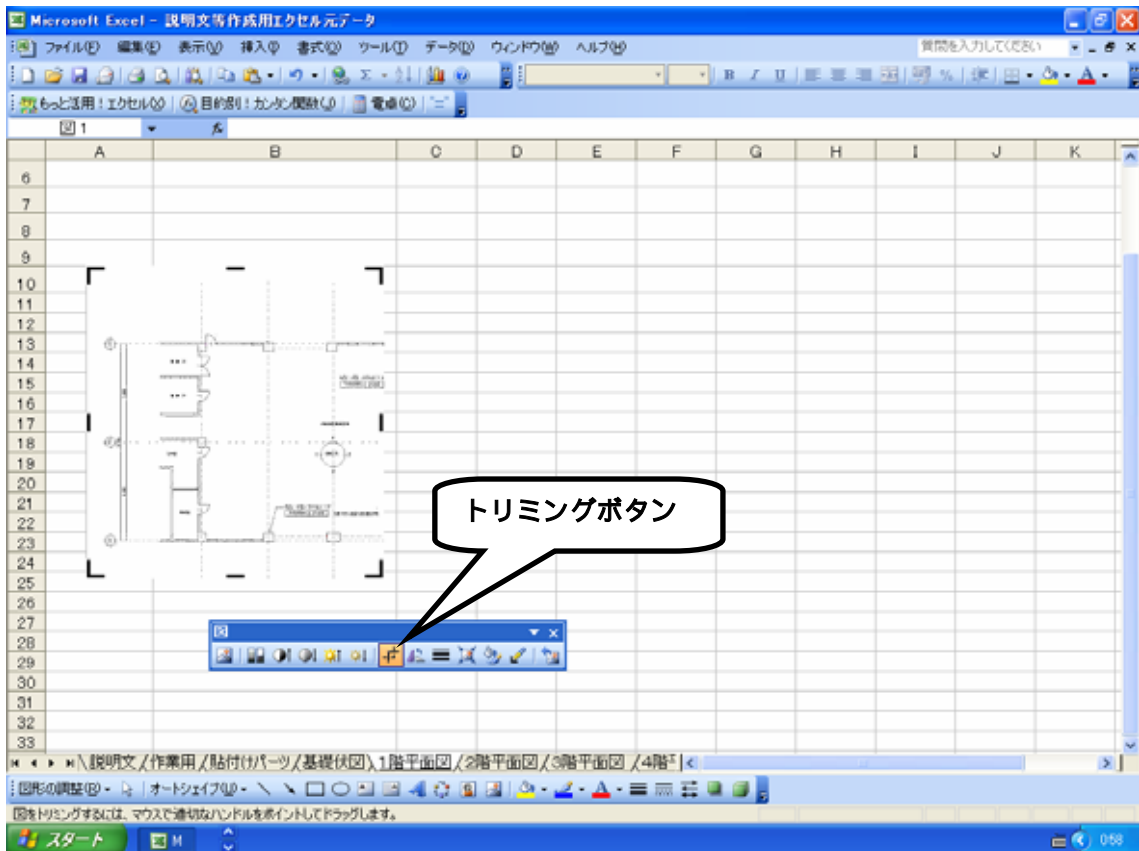 Microsoft Excel - 説明文等作成用エクセル元データ
ファイル(F) 編集(E) 表示(V) 挿入(I) 書式(O) ツール(T) データ(D) ウィンドウ(W) ヘルプ(H) 質問を入力してください
B I U %
もっと活用！エクセル(X) 目的別！カンタン関数(J) 電卓(C) "="
図 1 fx
A B C D E F G H I J K
6
7
8
9
10
11
12
13
14
15
16
17
18
19
20
21
トリミングボタン
22
23
24
25
26
27
図
28
29
30
31
32
33
説明文 作業用 貼付けパーツ 基礎伏図 1階平面図 2階平面図 3階平面図 4階
図形の調整(R) オートシェイプ(U)
図をトリミングするには、マウスで適切なハンドルをポイントしてドラッグします。
スタート M 0:58